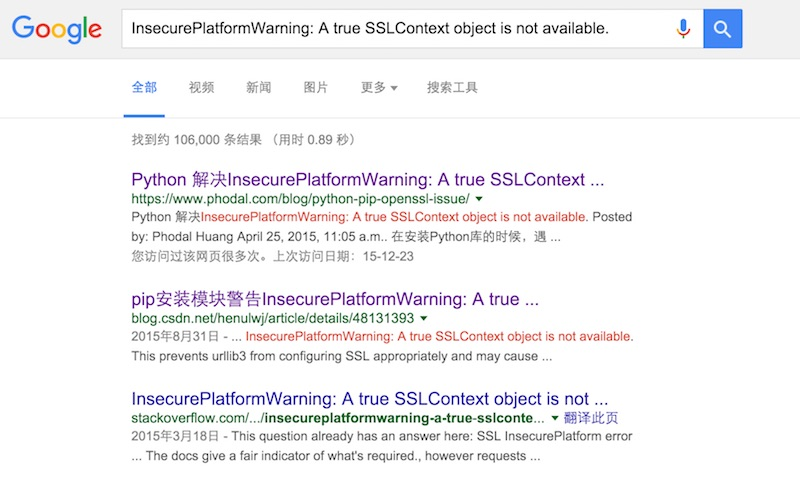 Google InsecurePlatformWarning: A true SSLContext object is not available.
全部 视频 新闻 图片 更多 搜索工具
找到约 106,000 条结果 （用时 0.89 秒）
Python 解决InsecurePlatformWarning: A true SSLContext ...
https://www.phodal.com/blog/python-pip-openssl-issue/
Python 解决InsecurePlatformWarning: A true SSLContext object is not available. Posted
by: Phodal Huang April 25, 2015, 11:05 a.m.. 在安装Python库的时候，遇 ...
您访问过该网页很多次。上次访问日期：15-12-23
pip安装模块警告InsecurePlatformWarning: A true ...
blog.csdn.net/henulwj/article/details/48131393
2015年8月31日 - ... InsecurePlatformWarning: A true SSLContext object is not available.
This prevents urllib3 from configuring SSL appropriately and may cause ...
InsecurePlatformWarning: A true SSLContext object is not ...
stackoverflow.com/.../insecureplatformwarning-a-true-sslconte... 翻译此页
2015年3月18日 - This question already has an answer here: SSL InsecurePlatform error
... The docs give a fair indicator of what's required., however requests ...